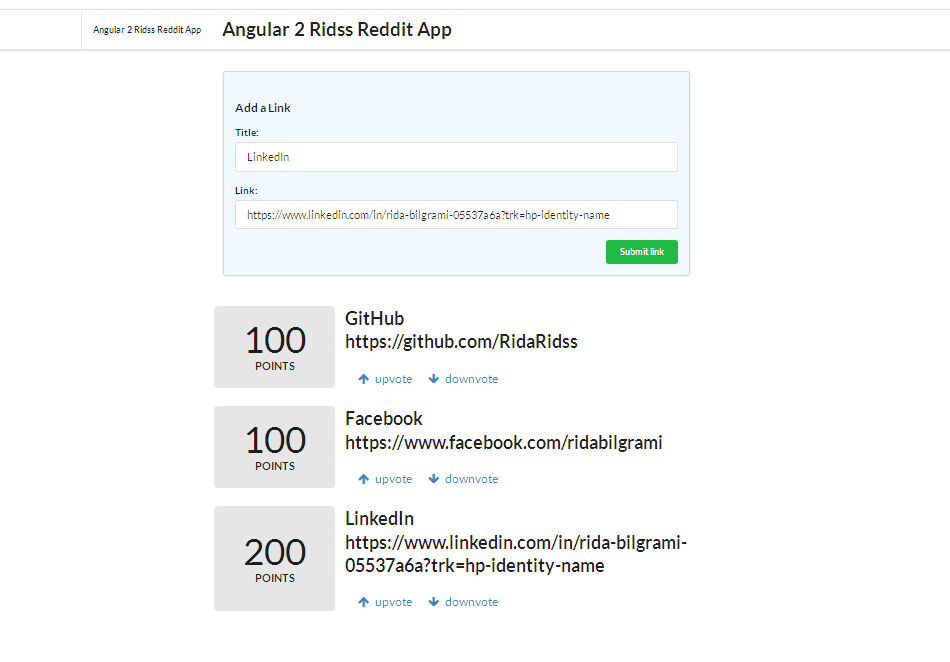 Angular 2 Ridss Reddit App
Angular 2 Ridss Reddit App
Add a Link
Title:
LinkedIn
Link:
https://www.linkedin.com/in/rida-bilgrami-05537a6a?trk=hp-identity-name
Submit link
100
POINTS
GitHub
https://github.com/RidaRidss
upvote downvote
100
POINTS
Facebook
https://www.facebook.com/ridabilgrami
upvote downvote
200
POINTS
LinkedIn
https://www.linkedin.com/in/rida-bilgrami-
05537a6a?trk=hp-identity-name
upvote downvote